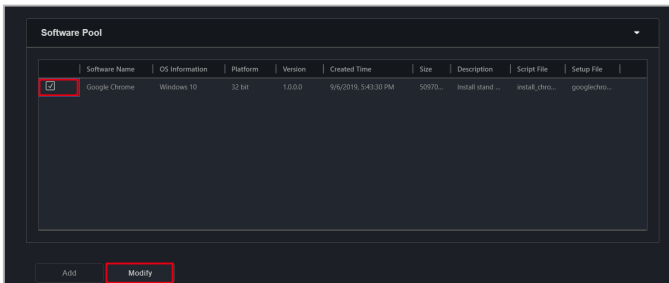 Software Pool
Software Name OS Information Platform Version Created Time Size Description Script File Setup File
Google Chrome Windows 10 32 bit 1.0.0.0 9/6/2019, 5:43:30 PM 50970... Install stand ... install_chro... googlechro...
Add Modify